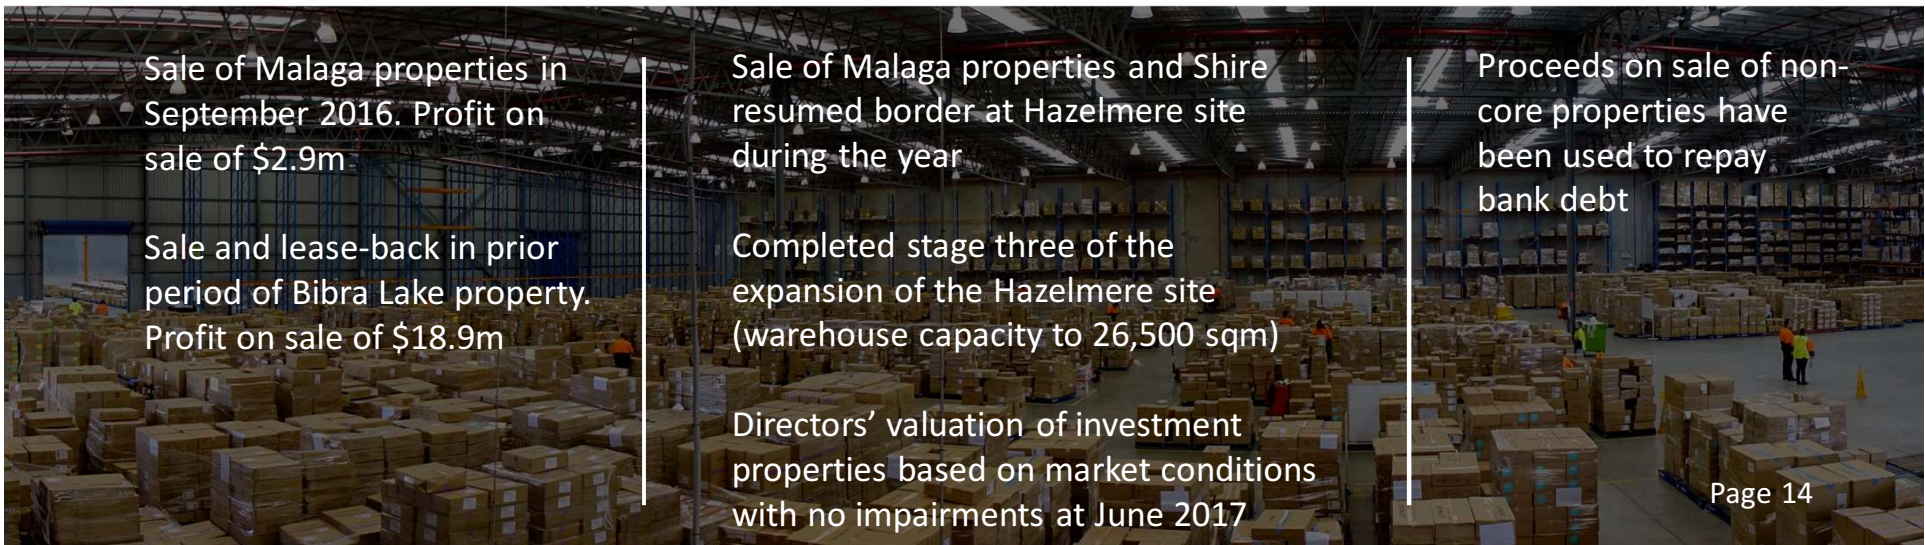 Sale of Malaga properties in
September 2016. Profit on
sale of $2.9m
Sale and lease-back in prior
period of Bibra Lake property.
Profit on sale of $18.9m
Sale of Malaga properties and Shire
resumed border at Hazelmere site
during the year
Completed stage three of the
expansion of the Hazelmere site
(warehouse capacity to 26,500 sqm)
Directors’ valuation of investment
properties based on market conditions
with no impairments at June 2017
Proceeds on sale of non-
core properties have
been used to repay
bank debt
Page 14